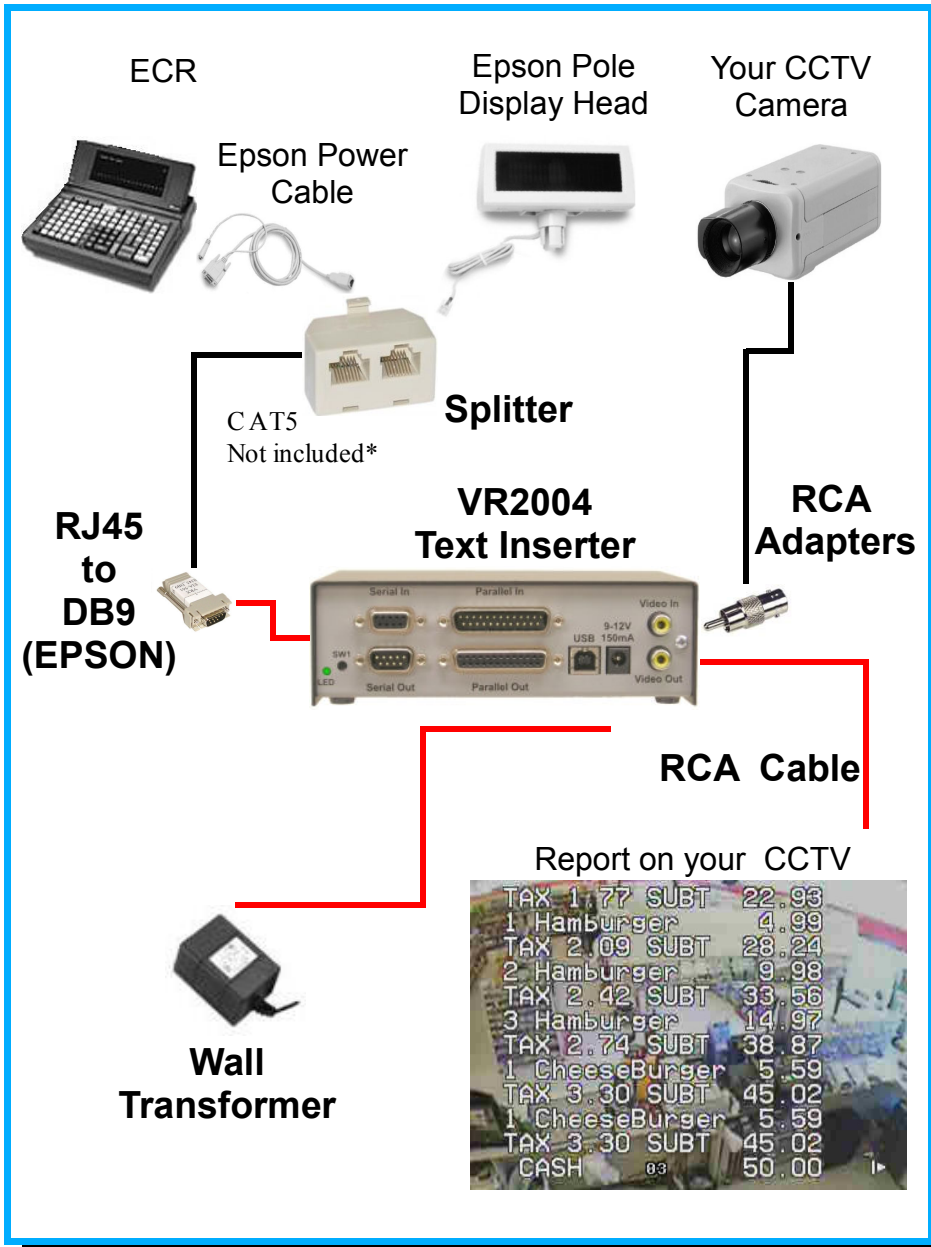 ECR
Epson Pole
Display Head
Your CCTV
Camera
Epson Power
Cable
Splitter
CAT5
Not included*
VR2004
Text Inserter
RCA
Adapters
RJ45
to
DB9
(EPSON)
Serial In
Parallel In
Video In
9-12V
USB 150mA
SW1
LED
Serial Out
Parallel Out
Video Out
RCA Cable
Report on your CCTV
TAX 1.77 SUBT 22.93
1 Hamburger 4.99
TAX 2.09 SUBT 28.24
2 Hamburger 9.98
TAX 2.42 SUBT 33.56
3 Hamburger 14.97
TAX 2.74 SUBT 38.87
1 CheeseBurger 5.59
TAX 3.30 SUBT 45.02
1 CheeseBurger 5.59
TAX 3.30 SUBT 45.02
CASH 03 50.00
Wall
Transformer